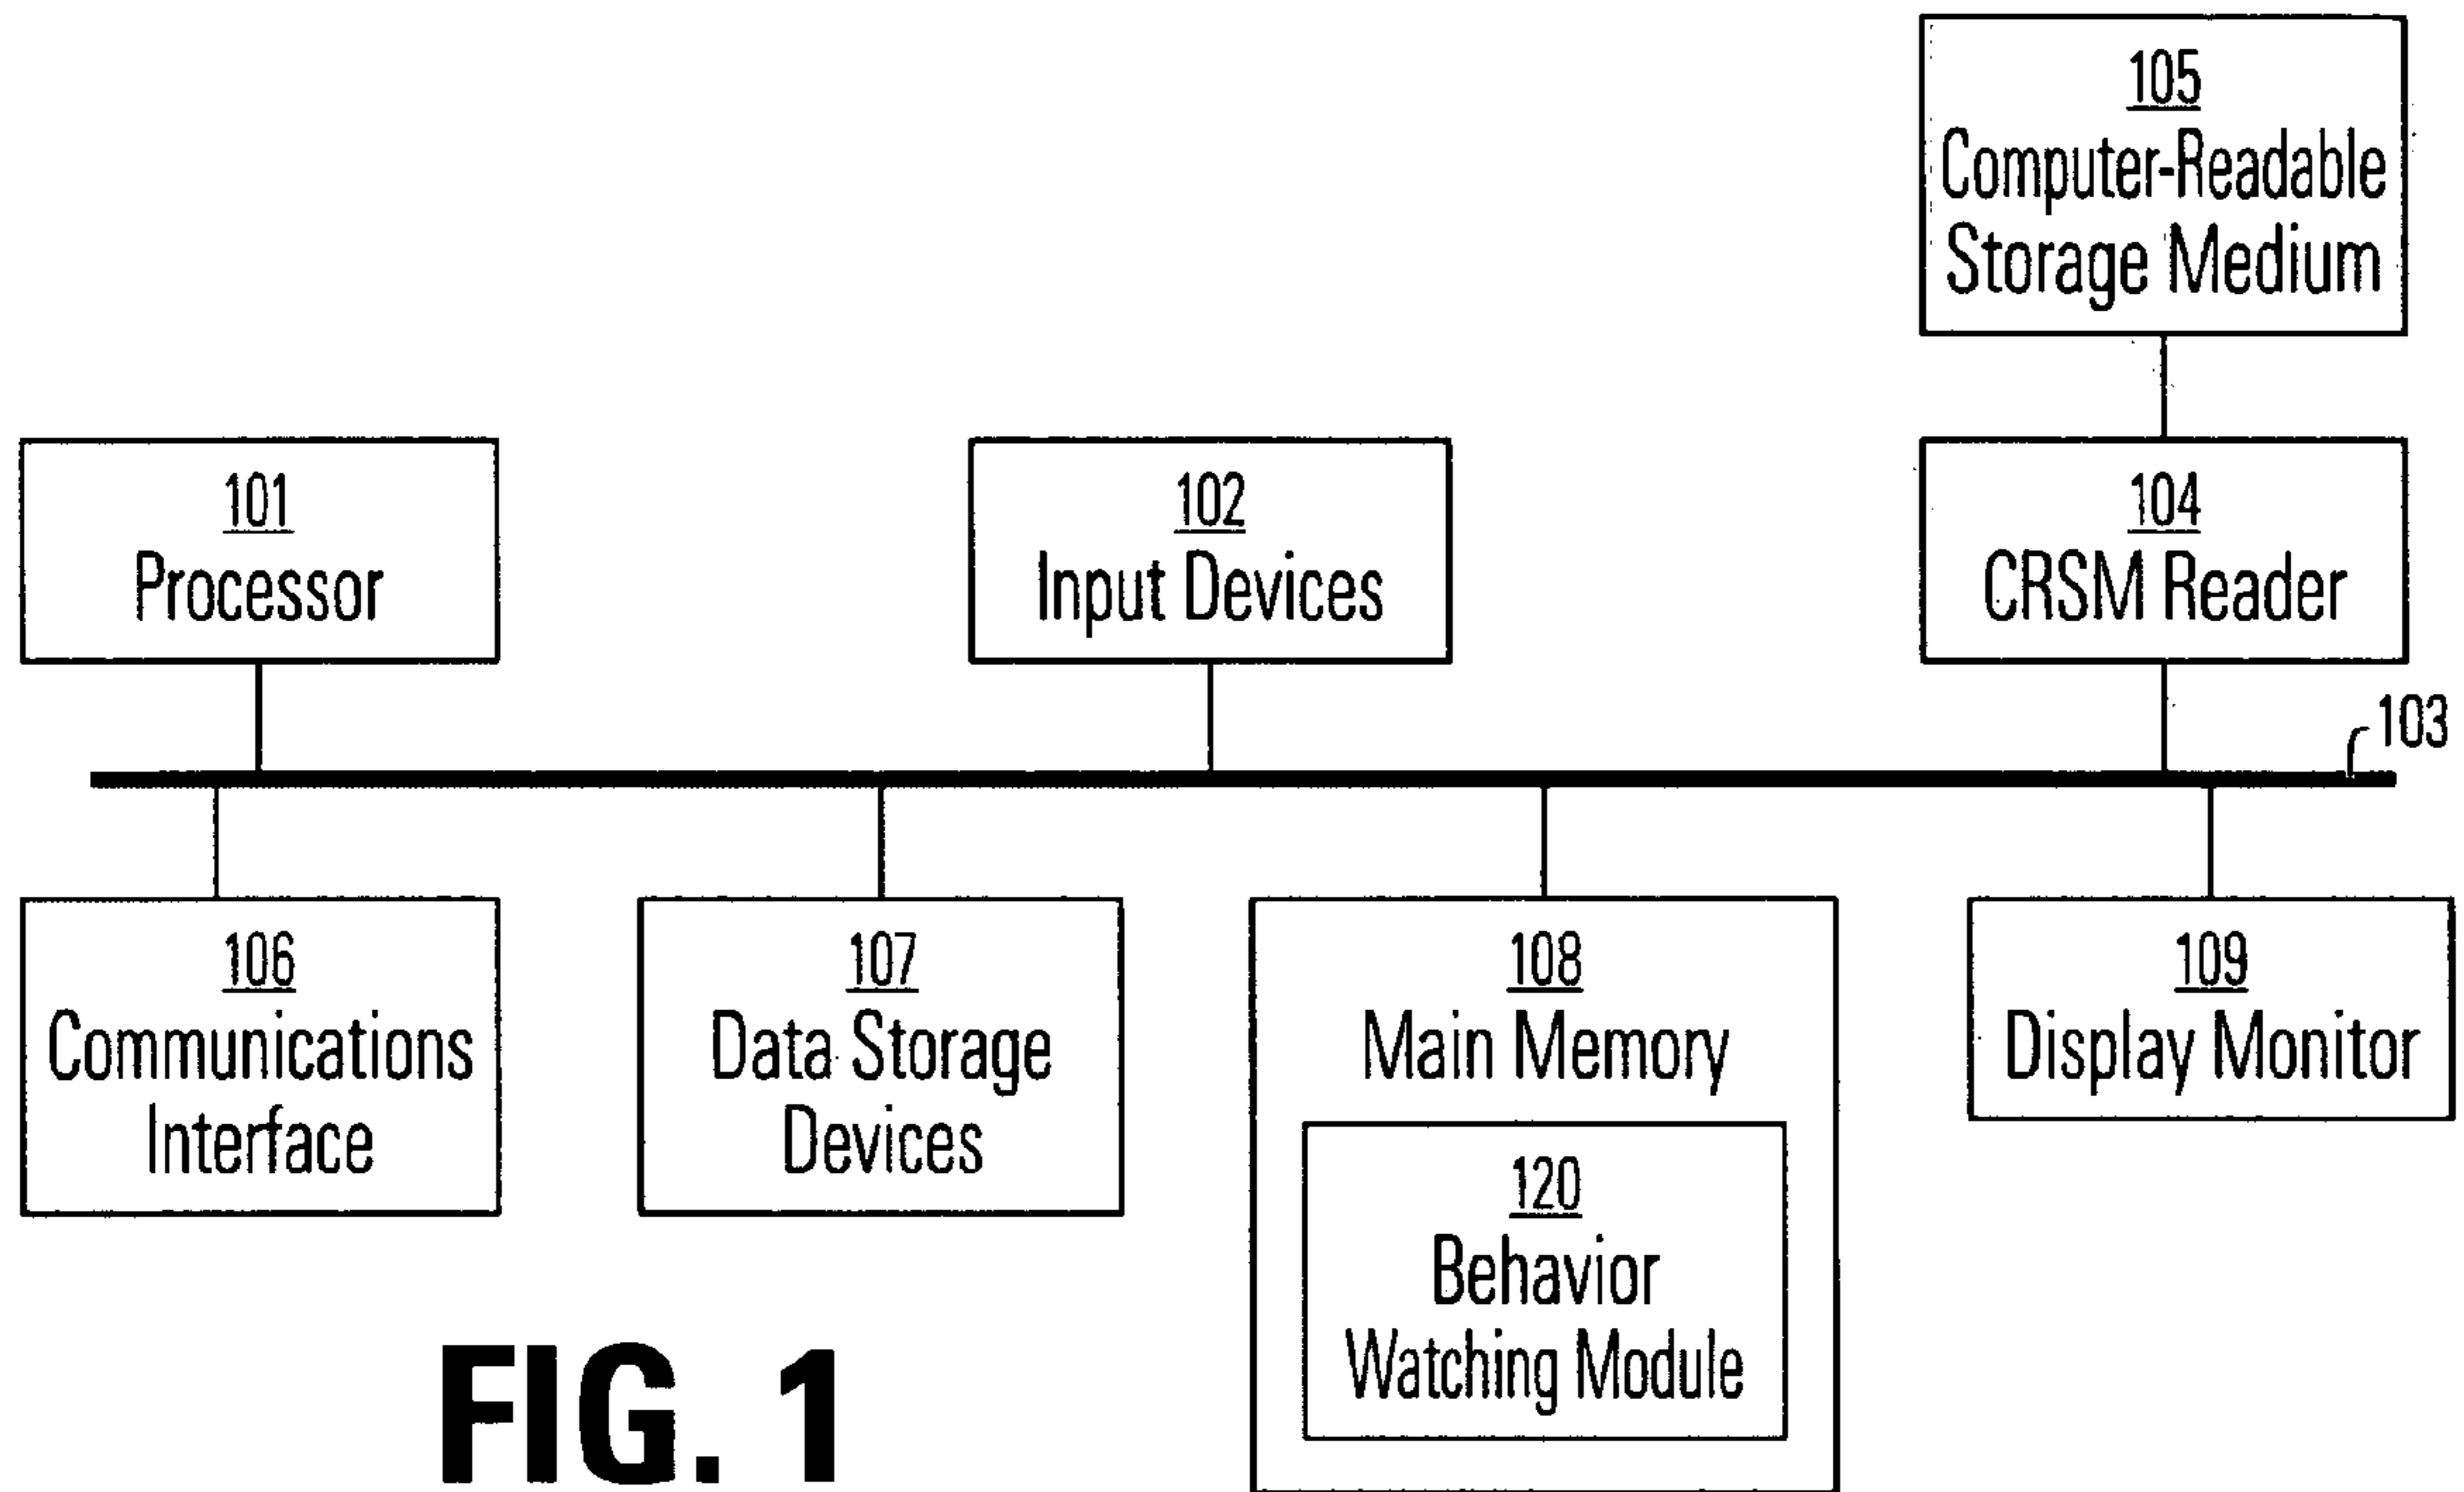 105
Computer-Readable
Storage Medium
101
Processor
102
Input Devices
104
CRSM Reader
103
106
Communications
Interface
107
Data Storage
Devices
108
Main Memory
120
Behavior
Watching Module
109
Display Monitor
FIG. 1